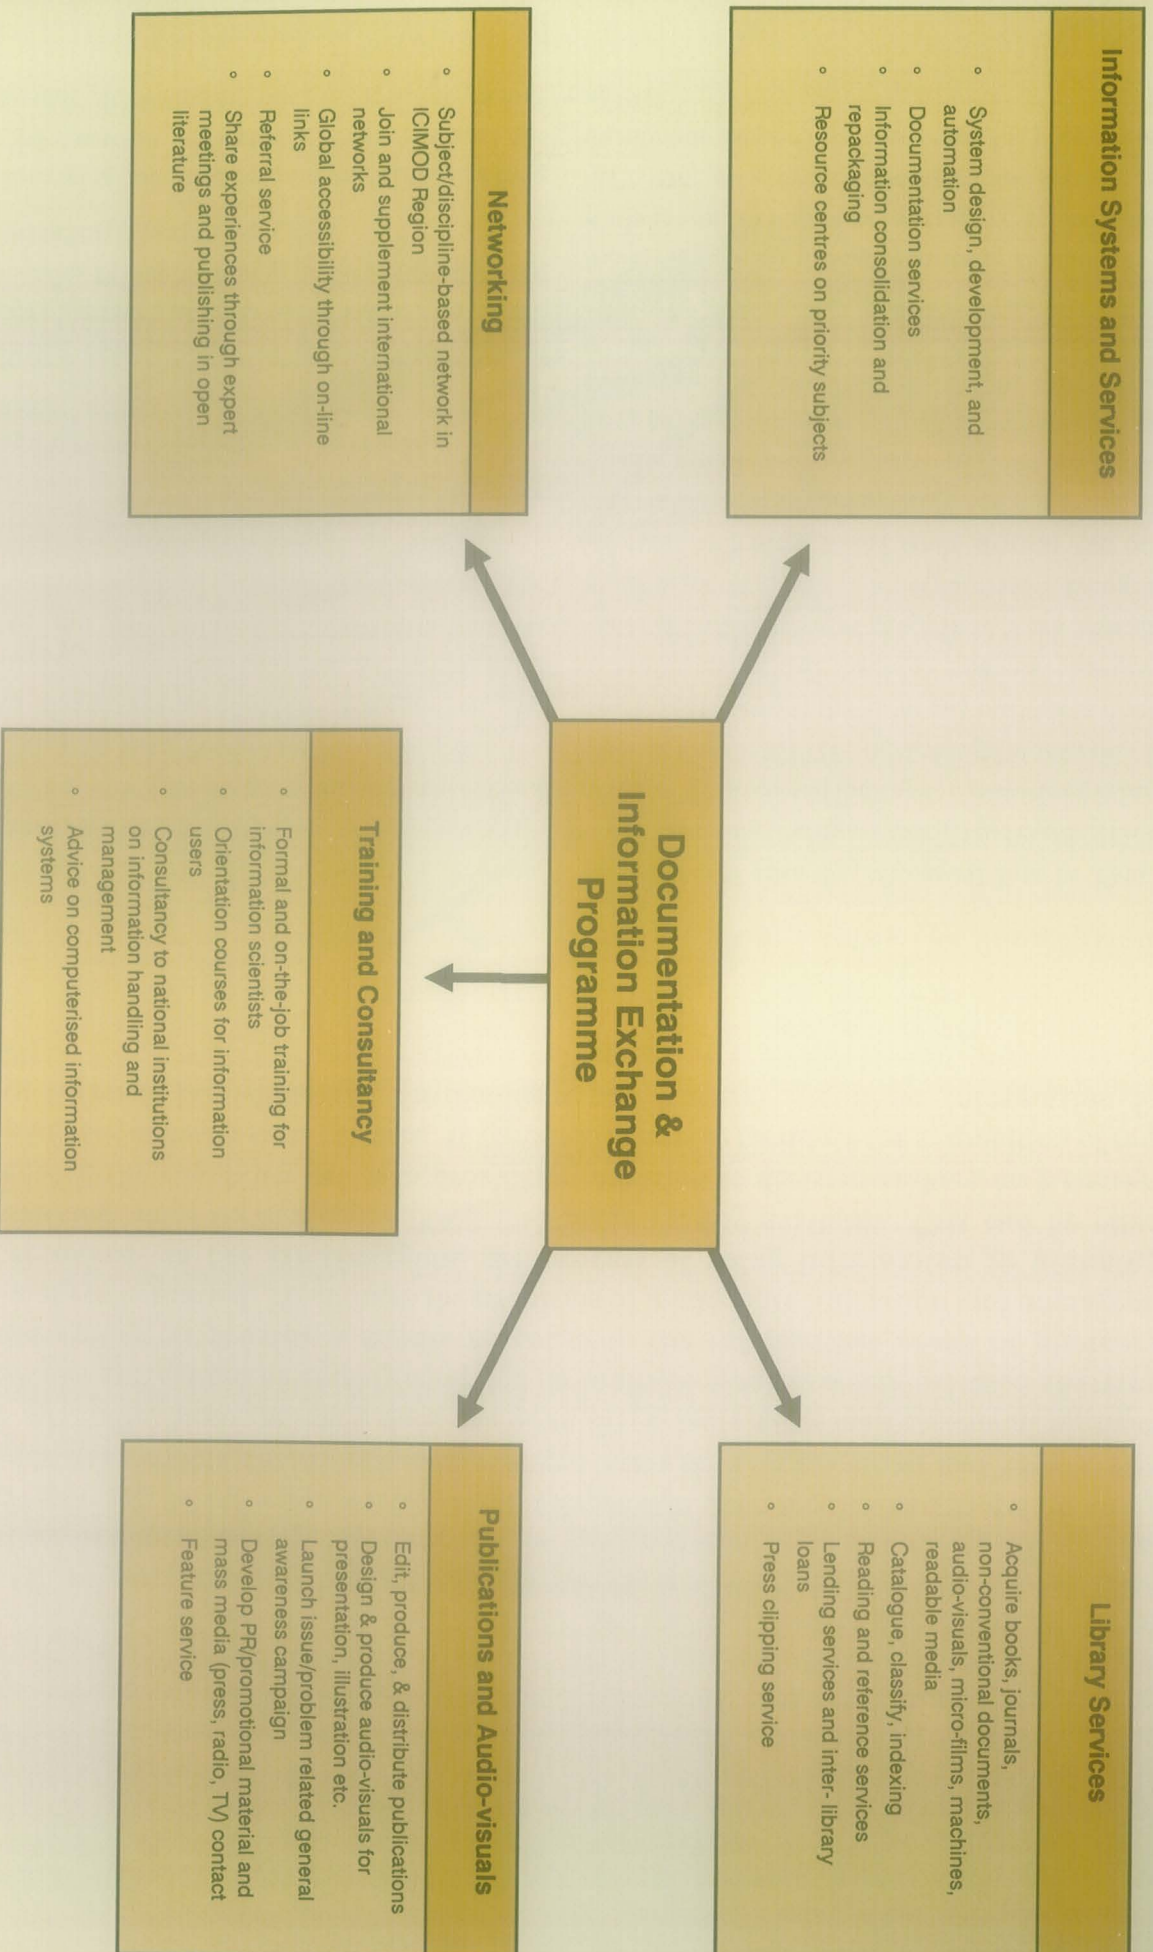 Information Systems and Services
° System design, development, and
automation
° Documentation services
° Information consolidation and
repackaging
° Resource centres on priority subjects
Library Services
° Acquire books, journals,
non-conventional documents,
audio-visuals, micro-films, machines,
readable media
° Catalogue, classify, indexing
° Reading and reference services
° Lending services and inter- library
loans
° Press clipping service
Documentation &
Information Exchange
Programme
Networking
° Subject/discipline-based network in
ICIMOD Region
° Join and supplement international
networks
° Global accessibility through on-line
links
° Referral service
° Share experiences through expert
meetings and publishing in open
literature
Training and Consultancy
° Formal and on-the-job training for
information scientists
° Orientation courses for information
users
° Consultancy to national institutions
on information handling and
management
° Advice on computerised information
systems
Publications and Audio-visuals
° Edit, produce, & distribute publications
° Design & produce audio-visuals for
presentation, illustration etc.
° Launch issue/problem related general
awareness campaign
° Develop PR/promotional material and
mass media (press, radio, TV) contact
° Feature service